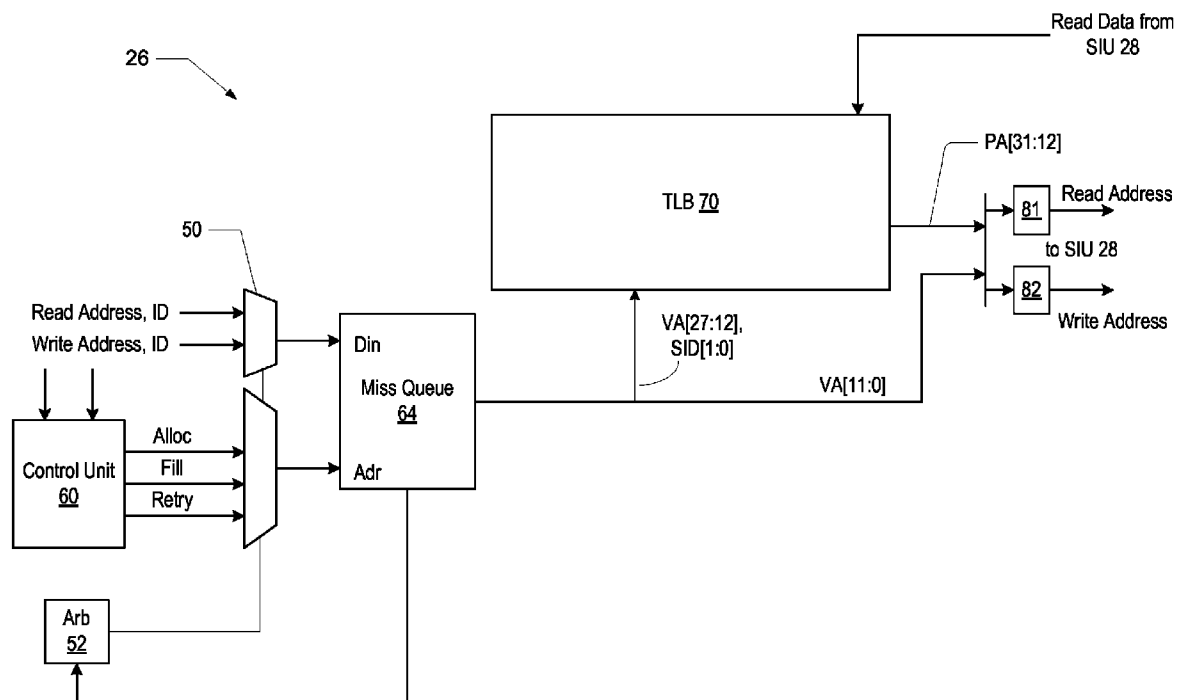 Read Data from
SIU 28
26
PA[31:12]
TLB 70
81
Read Address
to SIU 28
82
Write Address
50
Read Address, ID
Write Address, ID
VA[27:12],
SID[1:0]
Din
Miss Queue
64
Adr
VA[11:0]
Control Unit
60
Alloc
Fill
Retry
Arb
52